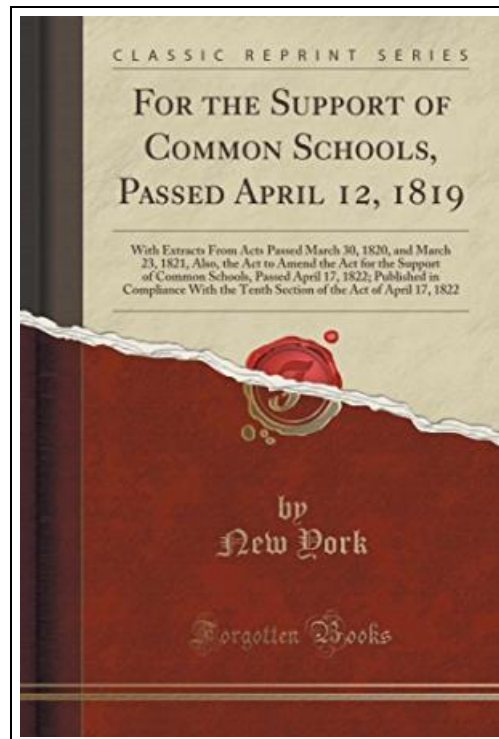 CLASSIC REPRINT SERIES
FOR THE SUPPORT OF
COMMON SCHOOLS,
PASSED APRIL 12, 1819
With Extracts From Acts Passed March 30, 1820, and March
23, 1821, Also, the Act to Amend the Act for the Support
of Common Schools, Passed April 17, 1822; Published in
Compliance With the Tenth Section of the Act of April 17, 1822
by
New York
Forgotten Books